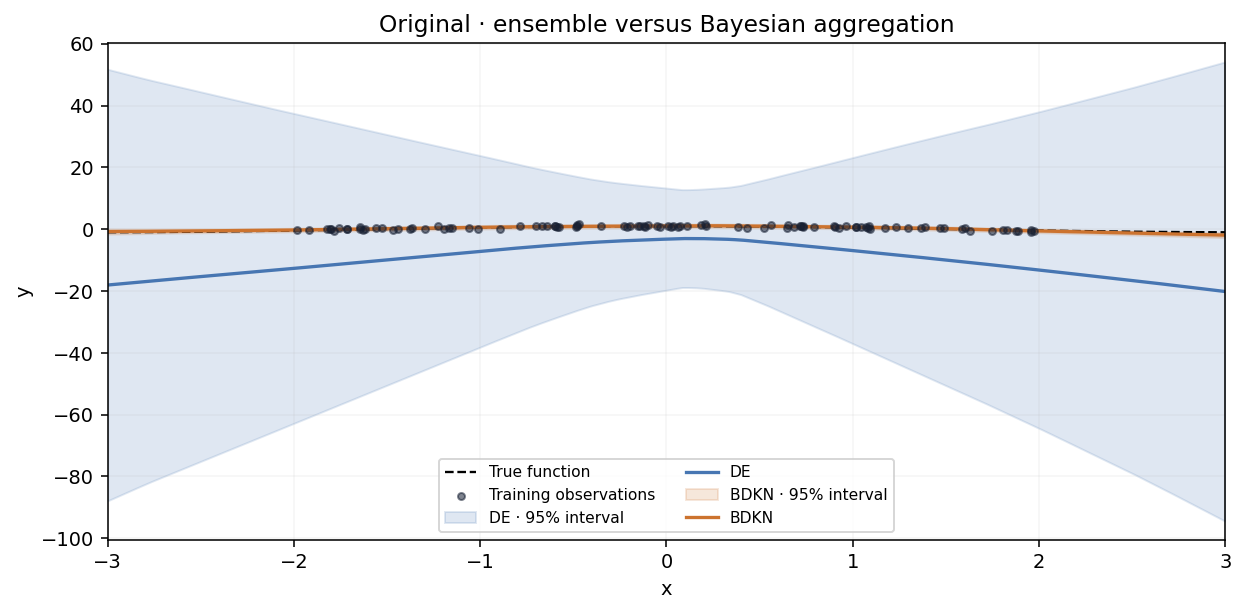 Original · ensemble versus Bayesian aggregation
60
40
20
0
−20
−40
−60
−80
−100
y
True function
Training observations
DE · 95% interval
DE
BDKN · 95% interval
BDKN
−3
−2
−1
0
1
2
3
x